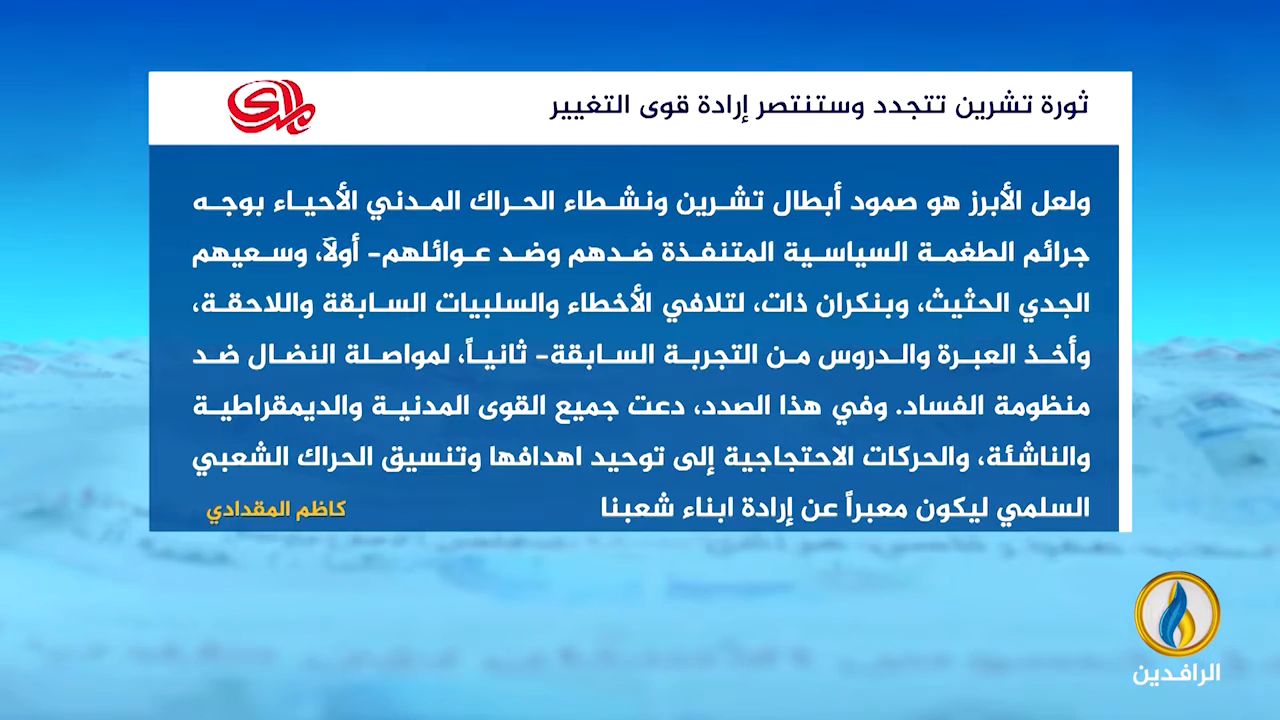 ثورة تشرين تتجدد وستنتصر إرادة قوى التغيير
المدى
ولعل الأبرز هو صمود أبطال تشرين ونشطاء الحراك المدني الأحياء بوجه
جرائم الطغمة السياسية المتنفذة ضدهم وضد عوائلهم- أولاً، وسعيهم
الجدي الحثيث، وبنكران ذات، لتلافي الأخطاء والسلبيات السابقة واللاحقة،
وأخذ العبرة والدروس من التجربة السابقة- ثانياً، لمواصلة النضال ضد
منظومة الفساد. وفي هذا الصدد، دعت جميع القوى المدنية والديمقراطية
والناشئة، والحركات الاحتجاجية إلى توحيد اهدافها وتنسيق الحراك الشعبي
السلمي ليكون معبراً عن إرادة ابناء شعبنا
كاظم المقدادي
الرافدين